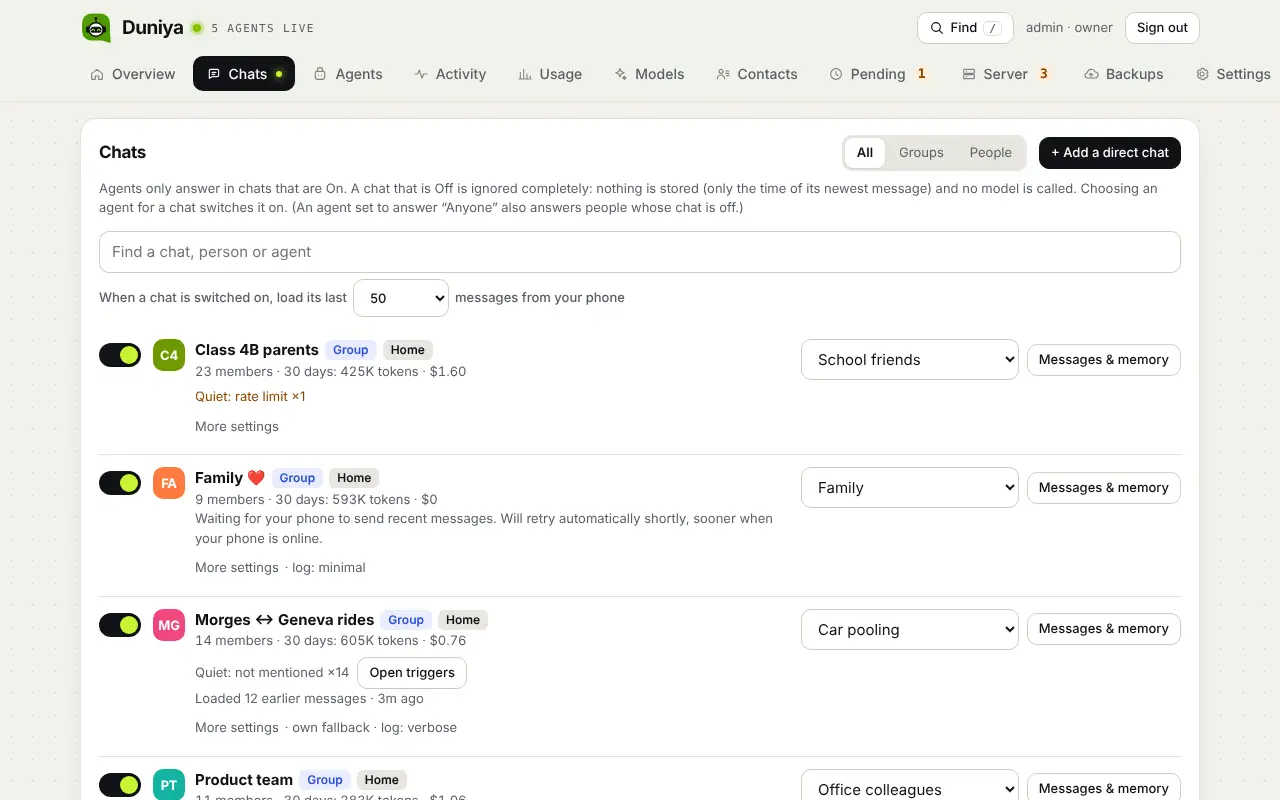 Duniya
5 AGENTS LIVE
Find /
admin · owner
Sign out
Overview
Chats
Agents
Activity
Usage
Models
Contacts
Pending 1
Server 3
Backups
Settings
Chats
All
Groups
People
+ Add a direct chat
Agents only answer in chats that are On. A chat that is Off is ignored completely: nothing is stored (only the time of its newest message) and no model is called. Choosing an
agent for a chat switches it on. (An agent set to answer “Anyone” also answers people whose chat is off.)
Find a chat, person or agent
When a chat is switched on, load its last 50 messages from your phone
C4
Class 4B parents Group Home
School friends
Messages & memory
23 members · 30 days: 425K tokens · $1.60
Quiet: rate limit ×1
More settings
FA
Family ❤️ Group Home
Family
Messages & memory
9 members · 30 days: 593K tokens · $0
Waiting for your phone to send recent messages. Will retry automatically shortly, sooner when
your phone is online.
More settings · log: minimal
MG
Morges ↔ Geneva rides Group Home
Car pooling
Messages & memory
14 members · 30 days: 605K tokens · $0.76
Quiet: not mentioned ×14 Open triggers
Loaded 12 earlier messages · 3m ago
More settings · own fallback · log: verbose
PT
Product team Group Home
Office colleagues
Messages & memory
11 members · 30 days: 283K tokens · $1.06